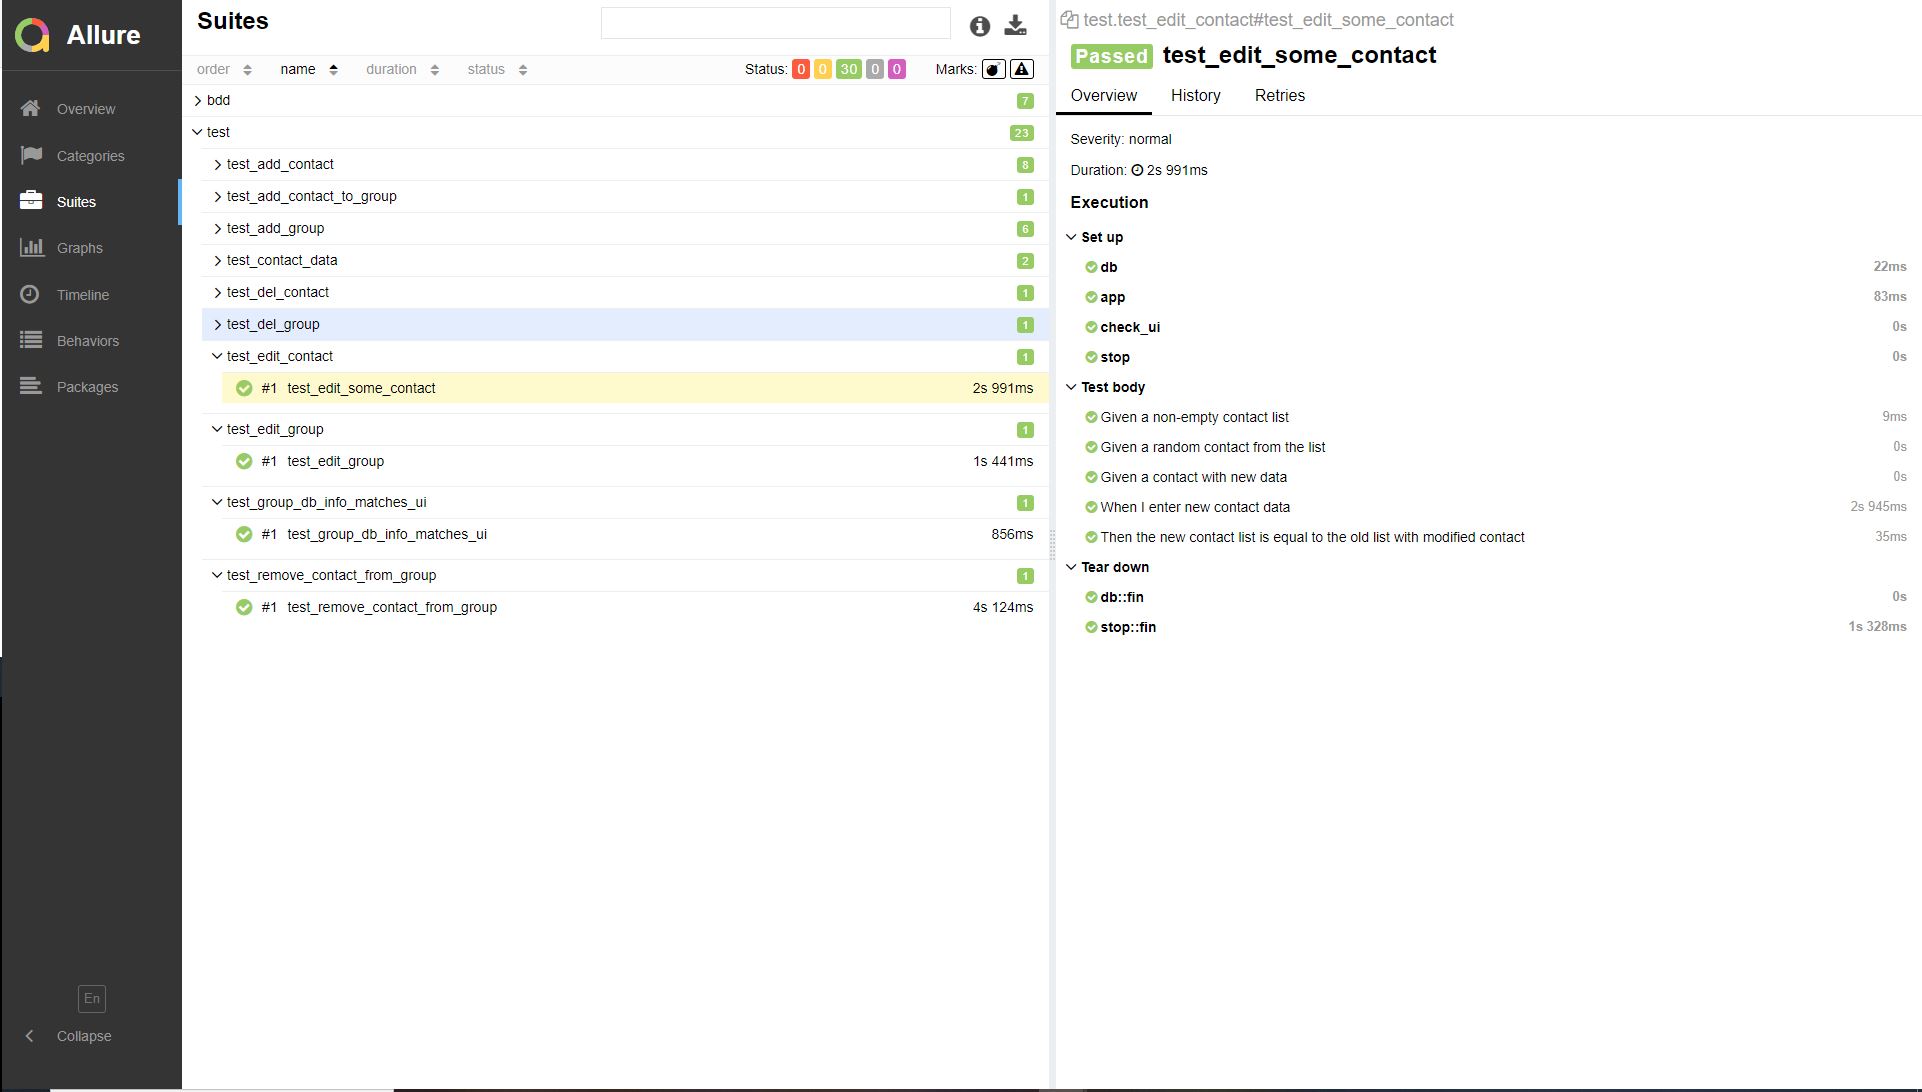 Allure
Overview
Categories
Suites
Graphs
Timeline
Behaviors
Packages
En
Collapse
Suites
order name duration status Status: 0 0 30 0 0 Marks:
bdd 7
test 23
test_add_contact 8
test_add_contact_to_group 1
test_add_group 6
test_contact_data 2
test_del_contact 1
test_del_group 1
test_edit_contact 1
#1 test_edit_some_contact 2s 991ms
test_edit_group 1
#1 test_edit_group 1s 441ms
test_group_db_info_matches_ui 1
#1 test_group_db_info_matches_ui 856ms
test_remove_contact_from_group 1
#1 test_remove_contact_from_group 4s 124ms
test.test_edit_contact#test_edit_some_contact
Passed test_edit_some_contact
Overview History Retries
Severity: normal
Duration: 2s 991ms
Execution
Set up
db 22ms
app 83ms
check_ui 0s
stop 0s
Test body
Given a non-empty contact list 9ms
Given a random contact from the list 0s
Given a contact with new data 0s
When I enter new contact data 2s 945ms
Then the new contact list is equal to the old list with modified contact 35ms
Tear down
db::fin 0s
stop::fin 1s 328ms